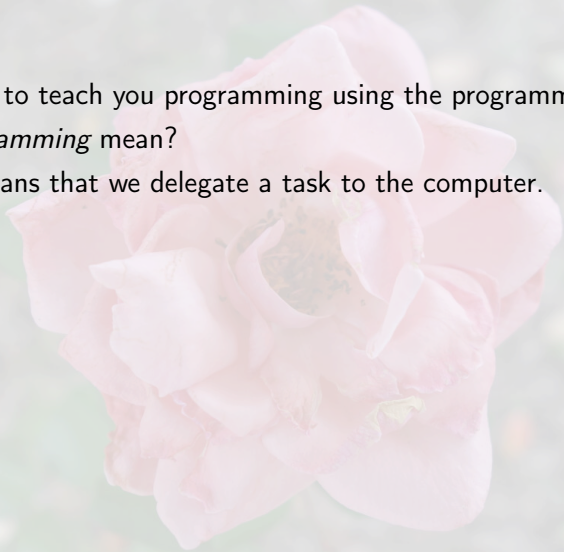 to teach you programming using the programm
amming mean?
ans that we delegate a task to the computer.